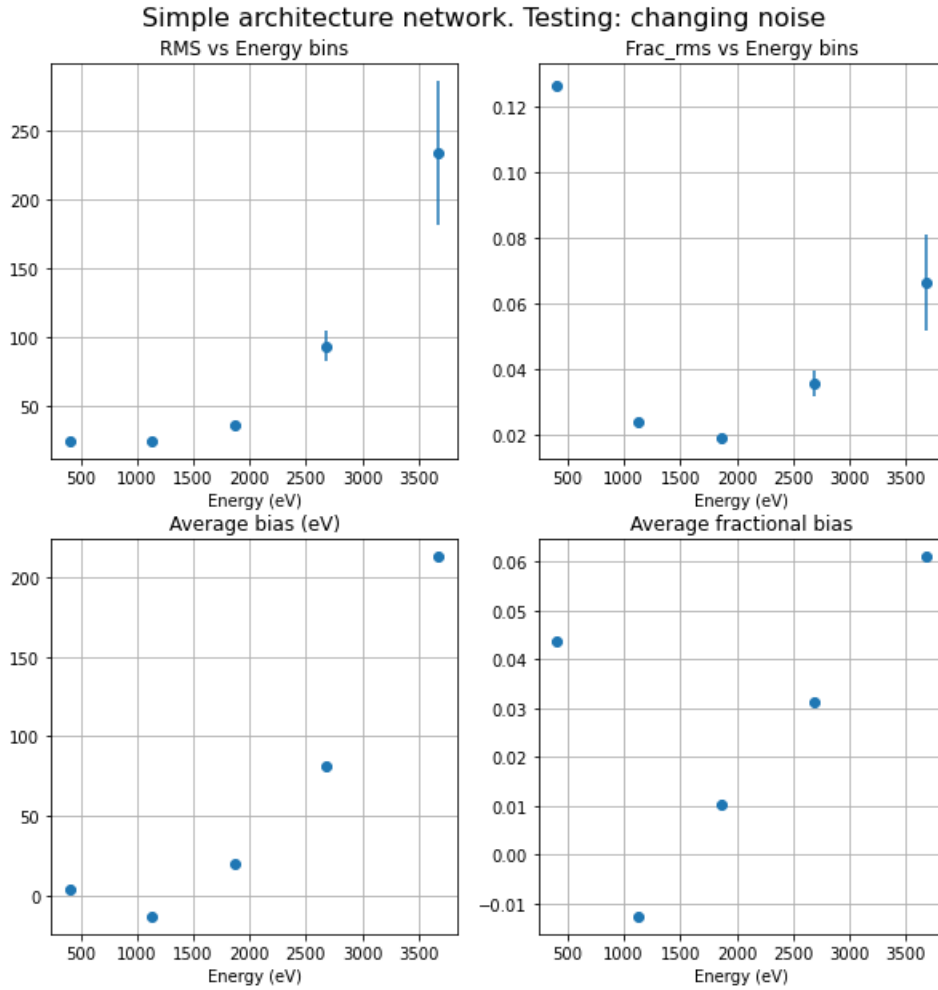 Simple architecture network. Testing: changing noise
RMS vs Energy bins
250
200
150
100
50
500 1000 1500 2000 2500 3000 3500
Energy (eV)
Frac_rms vs Energy bins
0.12
0.10
0.08
0.06
0.04
0.02
500 1000 1500 2000 2500 3000 3500
Energy (eV)
Average bias (eV)
200
150
100
50
0
500 1000 1500 2000 2500 3000 3500
Energy (eV)
Average fractional bias
0.06
0.05
0.04
0.03
0.02
0.01
0.00
−0.01
500 1000 1500 2000 2500 3000 3500
Energy (eV)